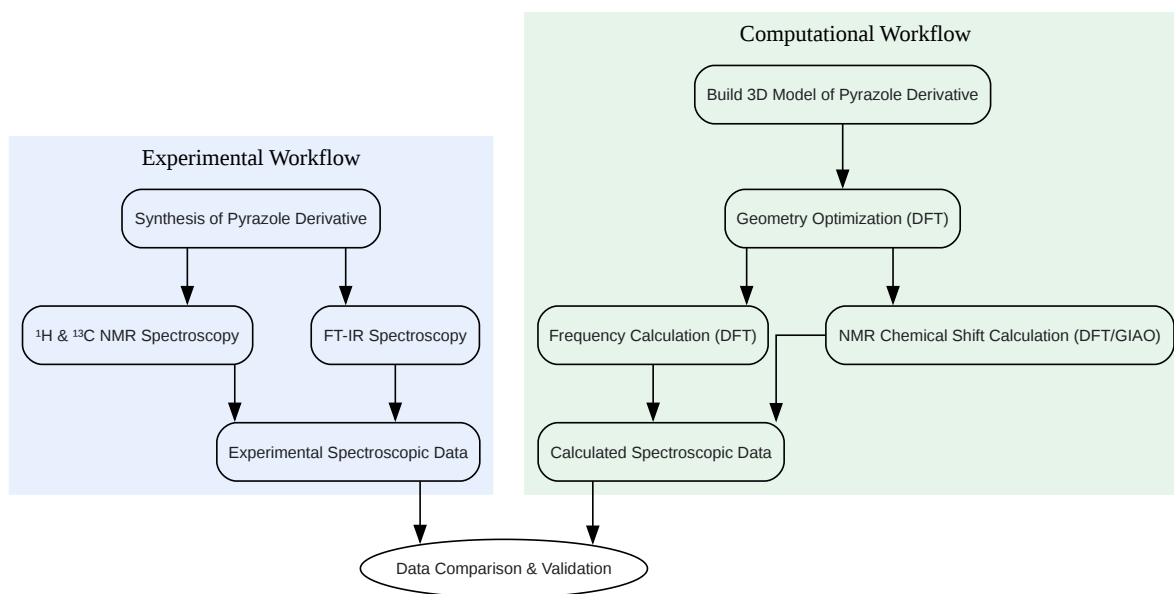 Computational Workflow
Build 3D Model of Pyrazole Derivative
Experimental Workflow
Synthesis of Pyrazole Derivative
Geometry Optimization (DFT)
¹H & ¹³C NMR Spectroscopy
FT-IR Spectroscopy
Frequency Calculation (DFT)
NMR Chemical Shift Calculation (DFT/GIAO)
Experimental Spectroscopic Data
Calculated Spectroscopic Data
Data Comparison & Validation